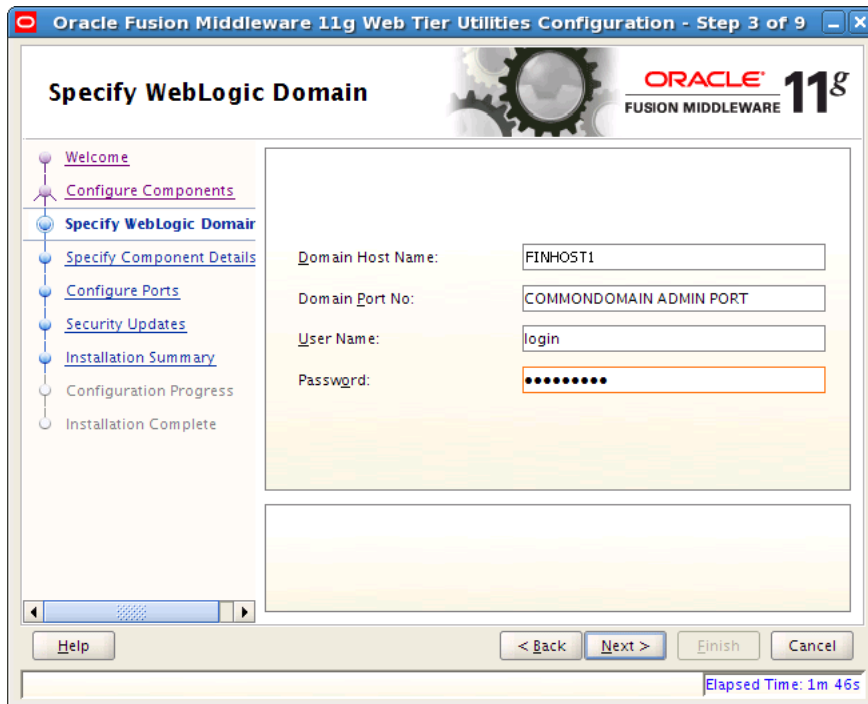 Oracle Fusion Middleware 11g Web Tier Utilities Configuration - Step 3 of 9
Specify WebLogic Domain
ORACLE®
FUSION MIDDLEWARE
11g
Welcome
Configure Components
Specify WebLogic Domain
Specify Component Details
Configure Ports
Security Updates
Installation Summary
Configuration Progress
Installation Complete
Domain Host Name: FINHOST1
Domain Port No: COMMONDOMAIN ADMIN PORT
User Name: login
Password: •••••••••
Help
< Back
Next >
Finish
Cancel
Elapsed Time: 1m 46s